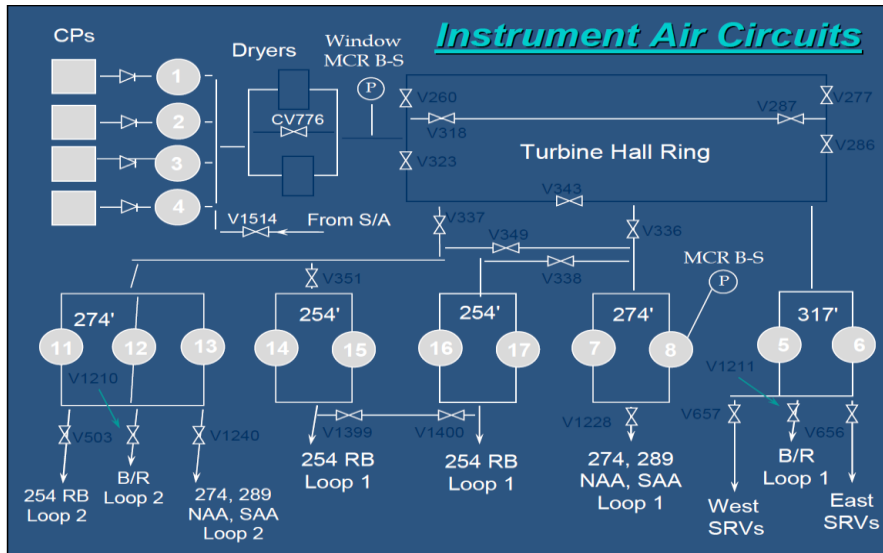 Instrument Air Circuits
CPs
Dryers
Window
MCR B-S
P
1
2
3
4
CV776
V1514
From S/A
V260
V318
V323
V287
V277
V286
Turbine Hall Ring
V343
V337
V349
V336
V338
V351
MCR B-S
P
274'
254'
254'
274'
317'
11
12
13
14
15
16
17
7
8
5
6
V1210
V1211
V503
V1240
V1399
V1400
V1228
V657
V656
254 RB
Loop 2
B/R
Loop 2
274, 289
NAA, SAA
Loop 2
254 RB
Loop 1
254 RB
Loop 1
274, 289
NAA, SAA
Loop 1
West
SRVs
B/R
Loop 1
East
SRVs